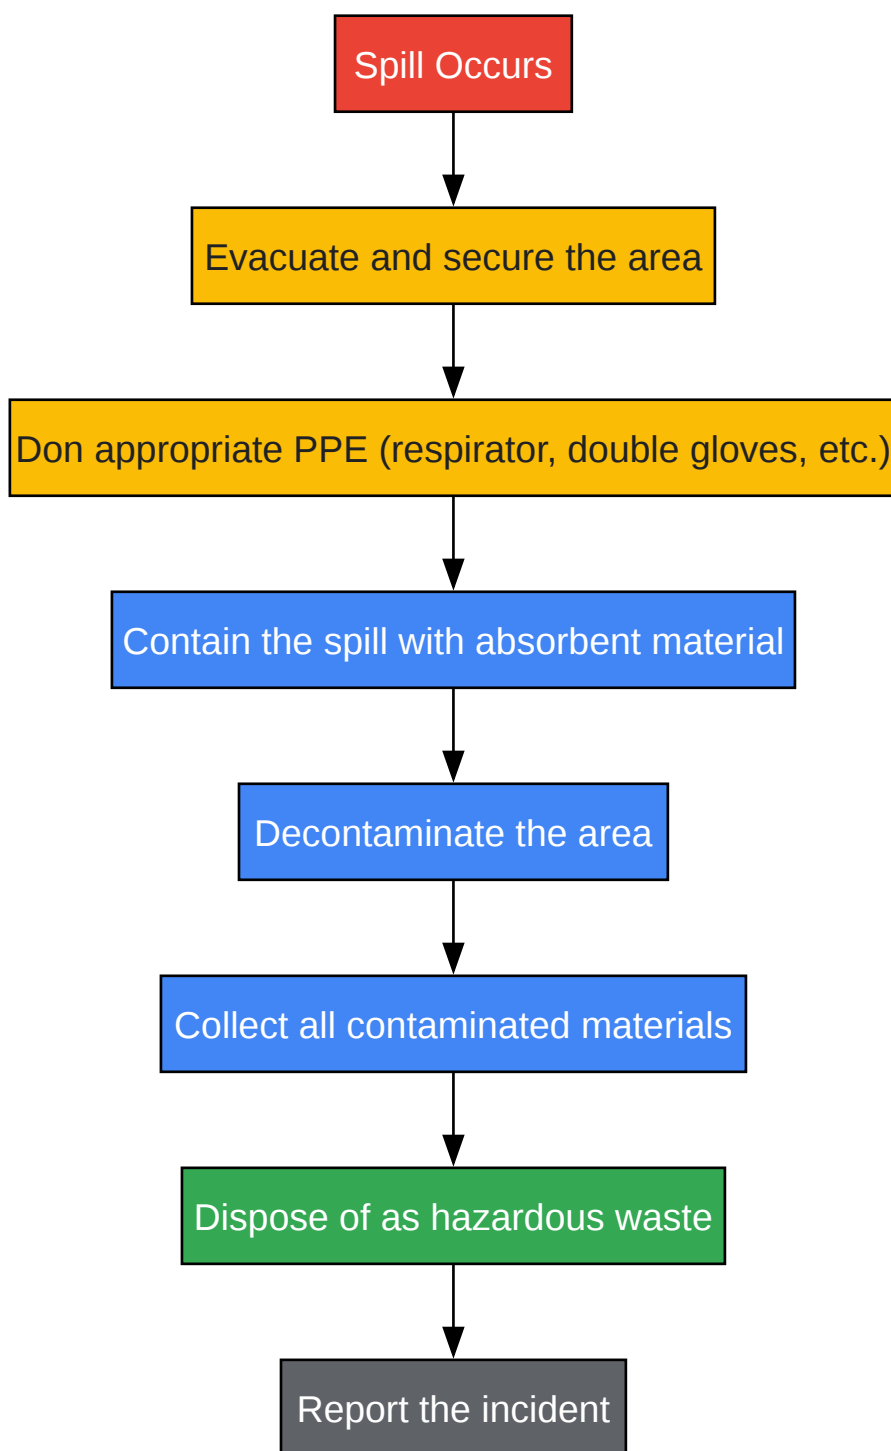 Spill Occurs
Evacuate and secure the area
Don appropriate PPE (respirator, double gloves, etc.)
Contain the spill with absorbent material
Decontaminate the area
Collect all contaminated materials
Dispose of as hazardous waste
Report the incident